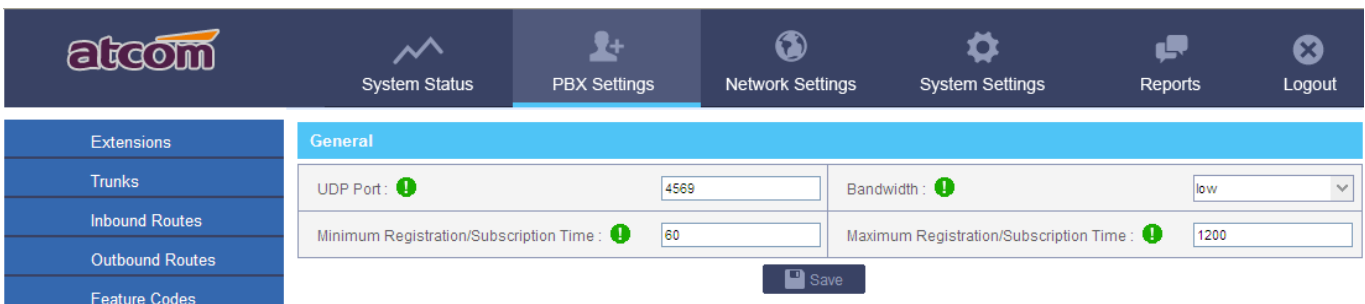 atcom
System Status PBX Settings Network Settings System Settings Reports Logout
Extensions
Trunks
Inbound Routes
Outbound Routes
Feature Codes
General
UDP Port : 4569 Bandwidth : low
Minimum Registration/Subscription Time : 60 Maximum Registration/Subscription Time : 1200
Save